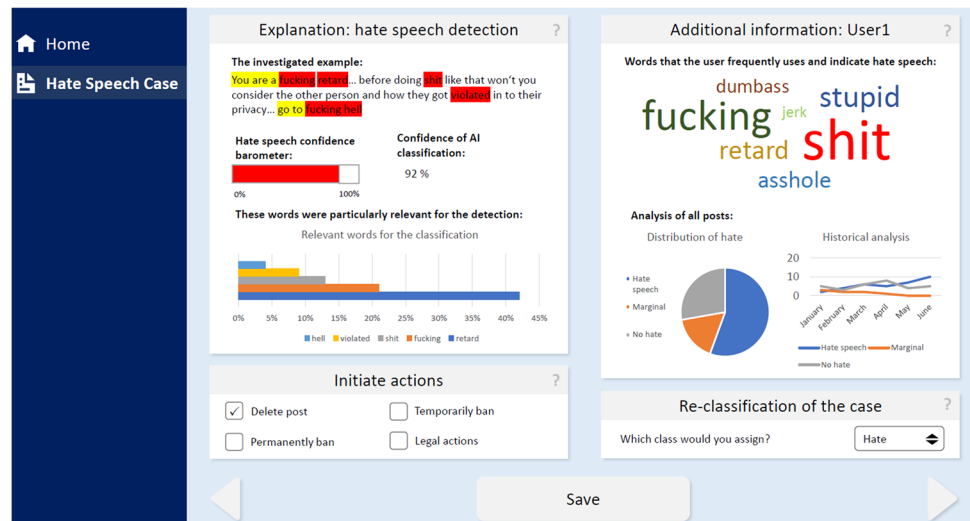 Home
Hate Speech Case
Explanation: hate speech detection ?
The investigated example:
You are a fucking retard... before doing shit like that won't you
consider the other person and how they got violated in to their
privacy... go to fucking hell
Hate speech confidence
barometer:
0% 100%
Confidence of AI
classification:
92 %
These words were particularly relevant for the detection:
Relevant words for the classification
0% 5% 10% 15% 20% 25% 30% 35% 40% 45%
hell violated shit fucking retard
Initiate actions ?
Delete post
Temporarily ban
Permanently ban
Legal actions
Additional information: User1 ?
Words that the user frequently uses and indicate hate speech:
dumbass
fucking
jerk
stupid
retard
shit
asshole
Analysis of all posts:
Distribution of hate
Hate
speech
Marginal
No hate
Historical analysis
20
10
0
January February March April May June
Hate speech Marginal
No hate
Re-classification of the case ?
Which class would you assign?
Hate
Save